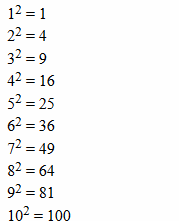 1² = 1
2² = 4
3² = 9
4² = 16
5² = 25
6² = 36
7² = 49
8² = 64
9² = 81
10² = 100